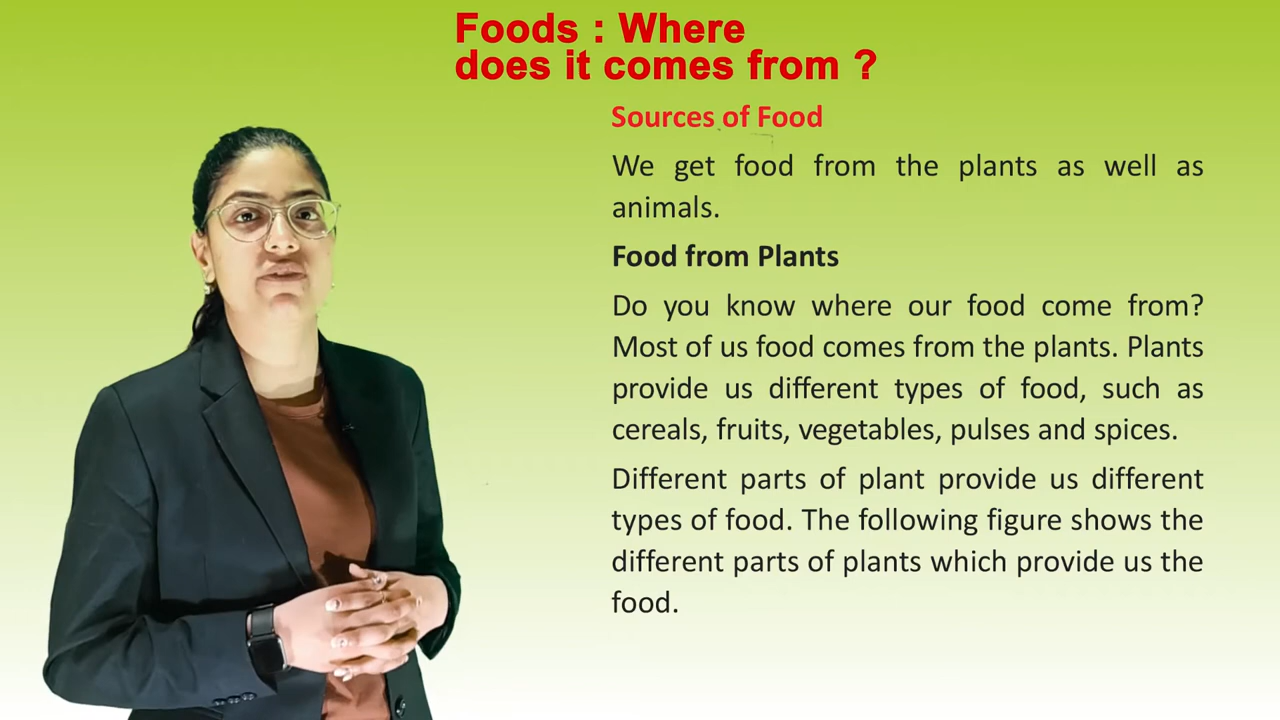 Foods : Where
does it comes from ?
Sources of Food
We get food from the plants as well as
animals.
Food from Plants
Do you know where our food come from?
Most of us food comes from the plants. Plants
provide us different types of food, such as
cereals, fruits, vegetables, pulses and spices.
Different parts of plant provide us different
types of food. The following figure shows the
different parts of plants which provide us the
food.